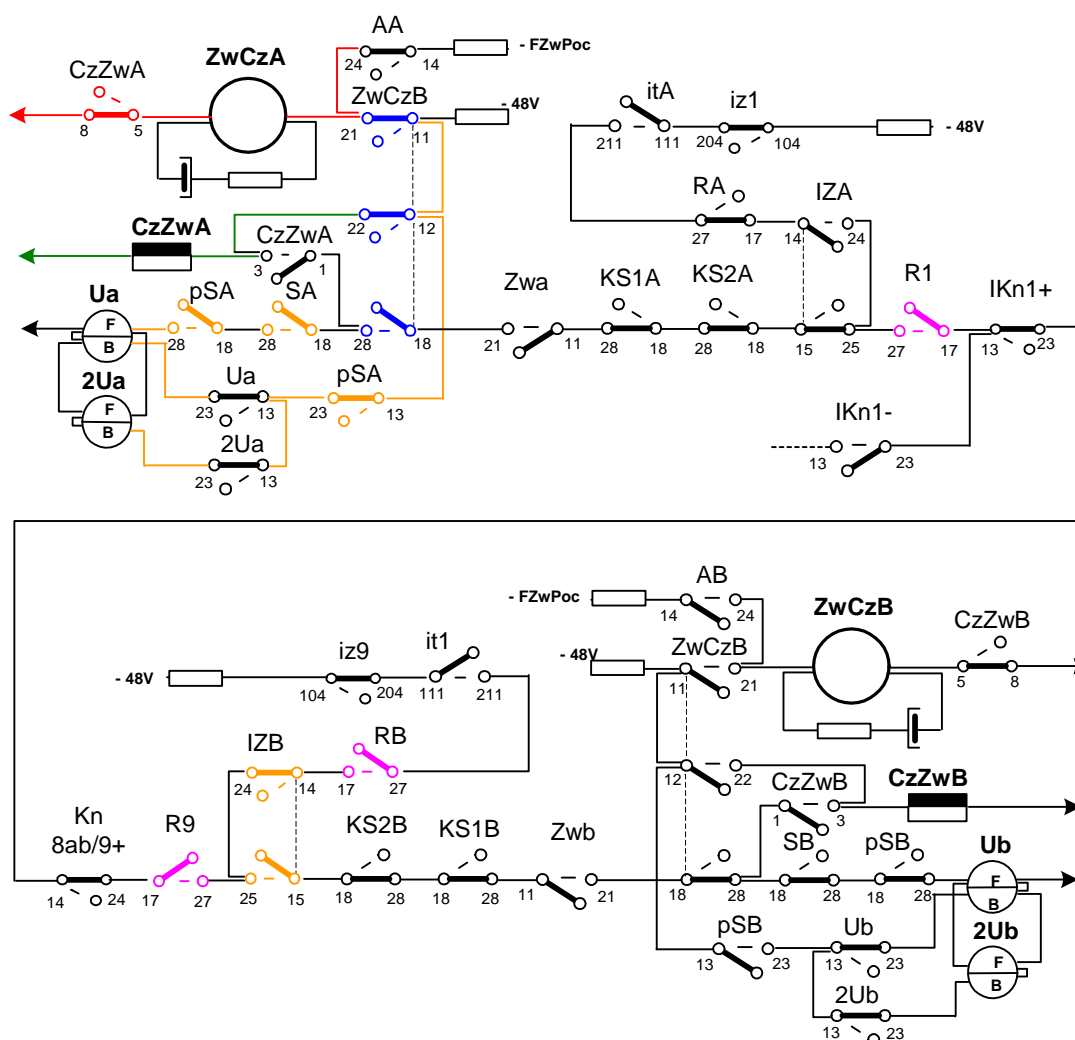 AA
- FZwPoc
24 14
ZwCzA
CzZwA
8 5
ZwCzB
- 48V
21 11
itA iz1
211 111 204 104
- 48V
RA IZA
27 17 14 24
22 12
CzZwA
CzZwA
3 1
Ua
F
B
pSA SA
28 18 28 18 28 18
Zwa
21 11
KS1A KS2A
28 18 28 18 15 25
R1
27 17
IKn1+
13 23
2Ua
F
B
Ua pSA
23 13 23 13
2Ua
23 13
IKn1-
13 23
AB
- FZwPoc
14 24
ZwCzB
CzZwB
5 8
ZwCzB
- 48V
11 21
iz9 it1
- 48V
104 204 111 211
IZB RB
24 14 17 27
12 22
CzZwB
CzZwB
1 3
Kn
8ab/9+
14 24
R9
17 27 25 15
KS2B KS1B
18 28 18 28
Zwb
11 21
SB pSB
18 28 18 28 18 28
Ub
F
B
pSB Ub
13 23 13 23
2Ub
F
B
2Ub
13 23